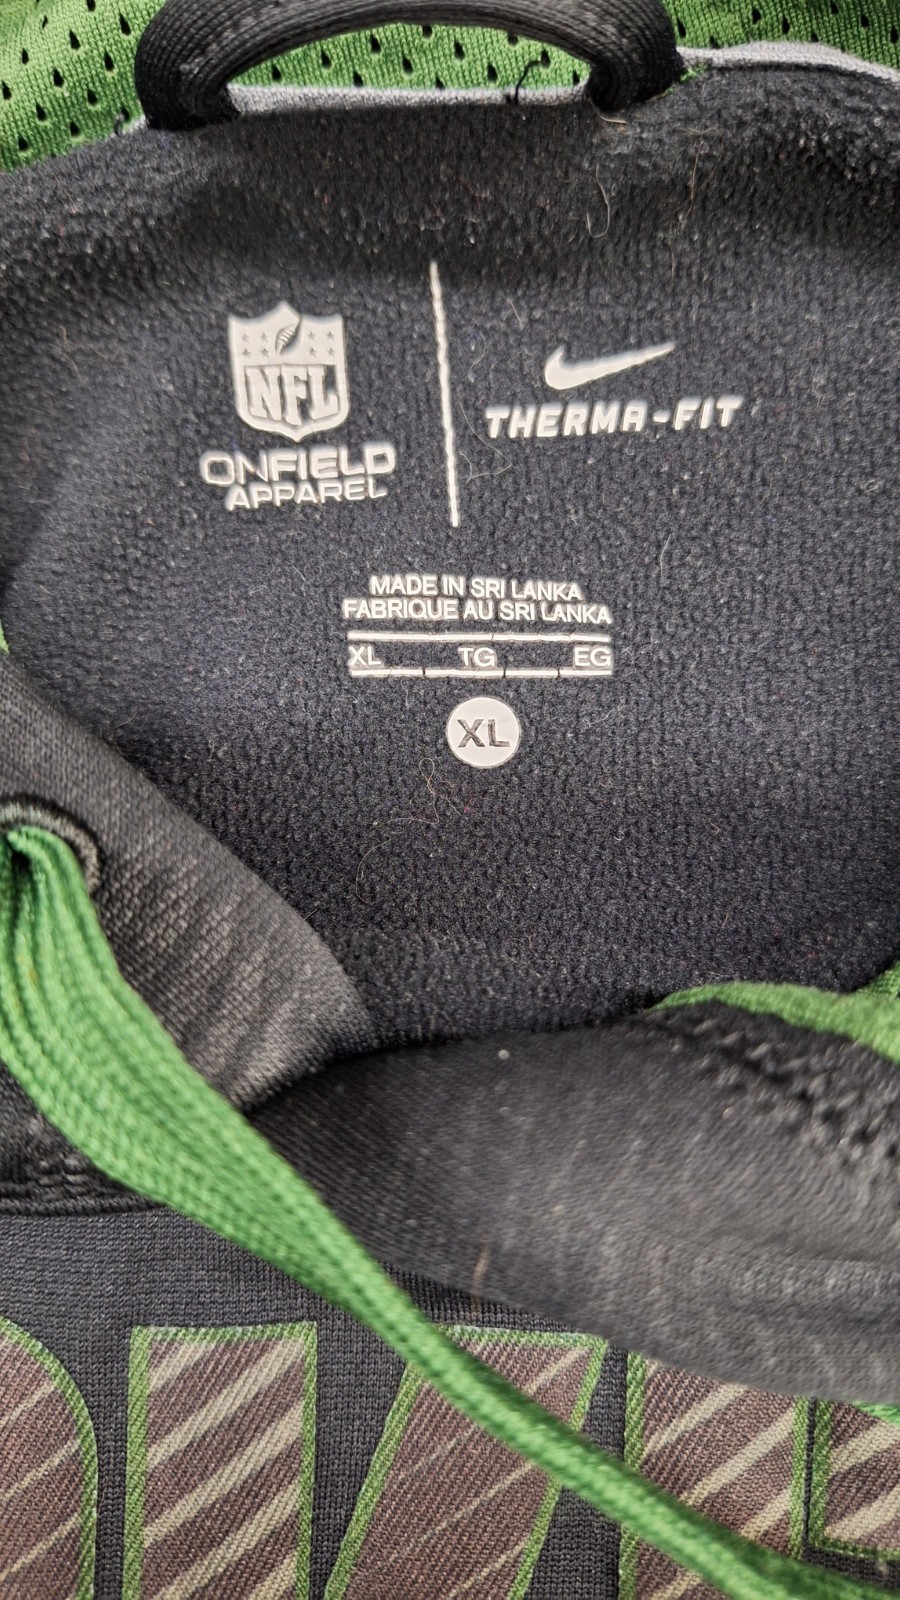 NFL
ONFIELD
APPAREL
THERMA-FIT
MADE IN SRI LANKA
FABRIQUE AU SRI LANKA
XL TG EG
XL